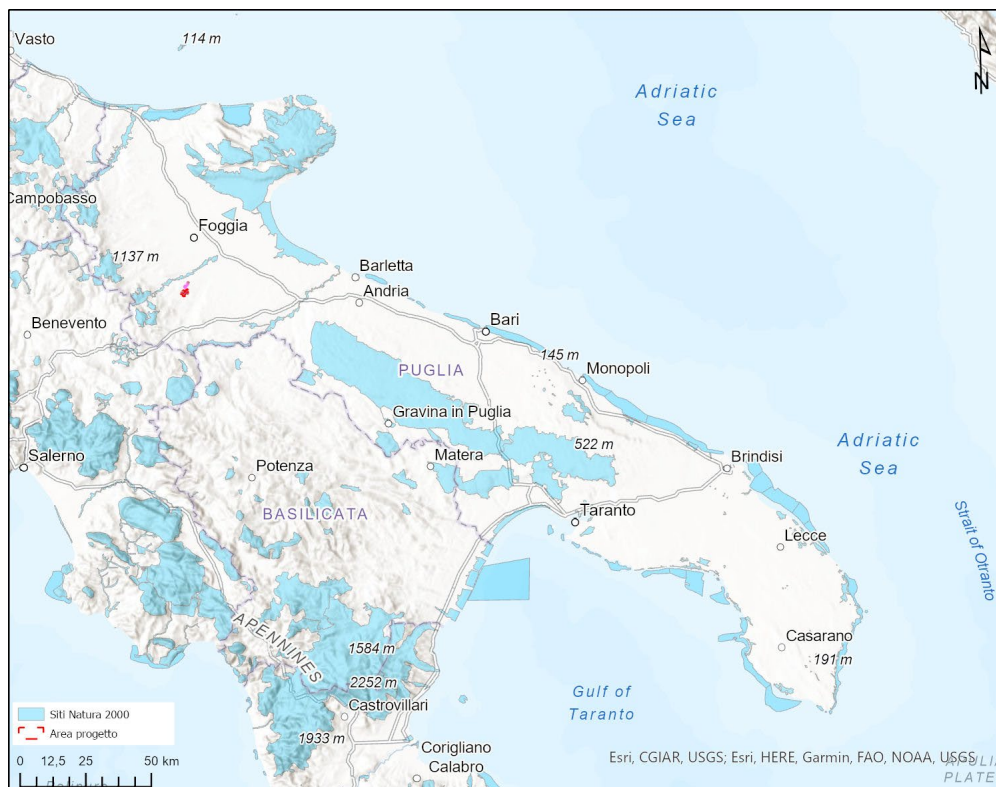 114 m
Vasto
Adriatic
Sea
N
Campobasso
Foggia
1137 m
Barletta
Andria
Benevento
Bari
145 m
Monopoli
PUGLIA
Gravina in Puglia
522 m
Matera
Salerno
Potenza
Adriatic
Sea
Brindisi
BASILICATA
Taranto
Strait of Otranto
Lecce
APENNINES
1584 m
Casarano
191 m
2252 m
Gulf of
Taranto
Castrovillari
1933 m
Siti Natura 2000
Area progetto
Corigliano
Calabro
0 12,5 25 50 km
Esri, CGIAR, USGS; Esri, HERE, Garmin, FAO, NOAA, USGS
PLATE